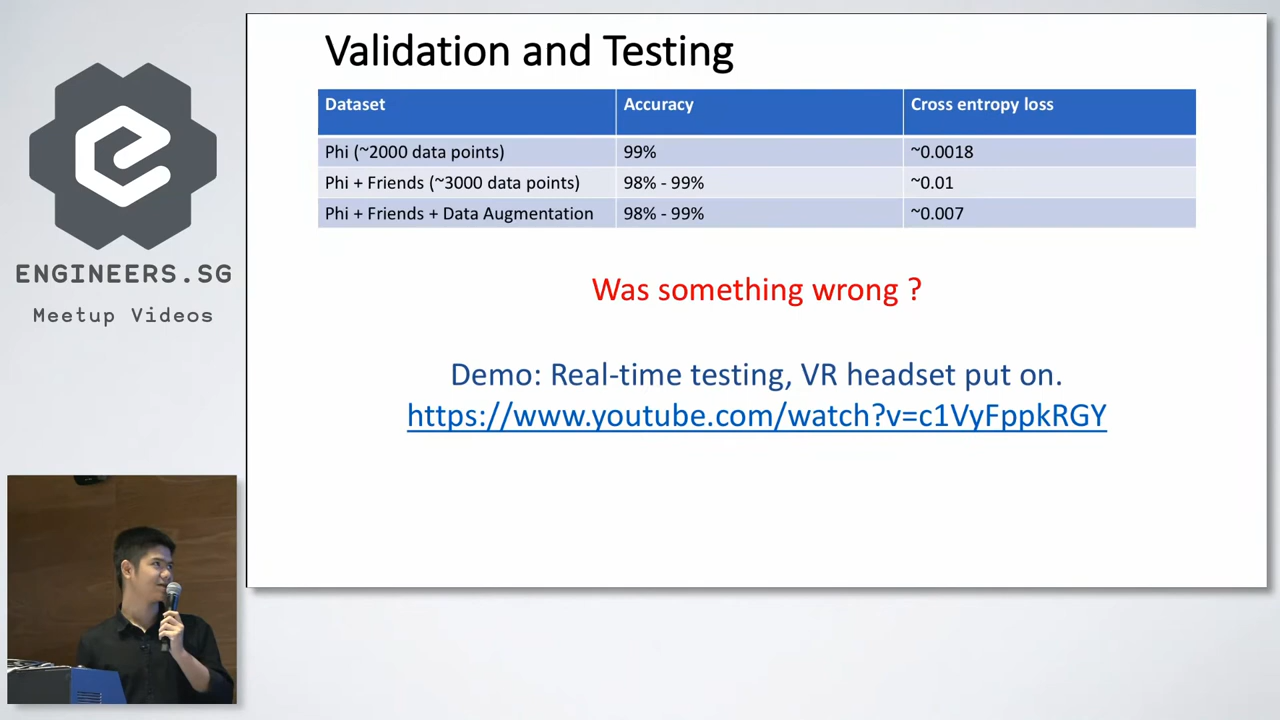 ENGINEERS.SG
Meetup Videos
Validation and Testing
Dataset Accuracy Cross entropy loss
Phi (~2000 data points) 99% ~0.0018
Phi + Friends (~3000 data points) 98% - 99% ~0.01
Phi + Friends + Data Augmentation 98% - 99% ~0.007
Was something wrong ?
Demo: Real-time testing, VR headset put on.
https://www.youtube.com/watch?v=c1VyFppkRGY